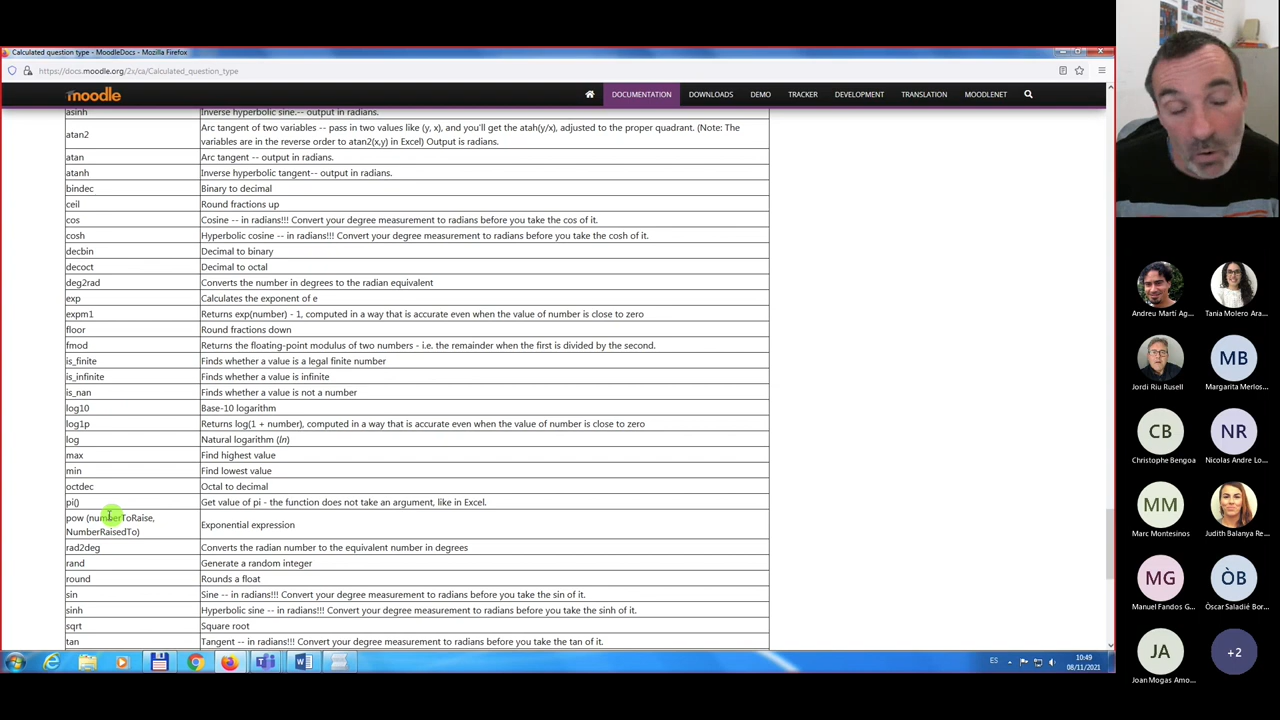 Calculated question type - MoodleDocs - Mozilla Firefox
https://docs.moodle.org/2s/ca/Calculated_question_type
moodle
DOCUMENTATION DOWNLOADS DEMO TRACKER DEVELOPMENT TRANSLATION MOODLENET
asinh Inverse hyperbolic sine.-- output in radians.
atan2 Arc tangent of two variables -- pass in two values like (y, x), and you'll get the atah(y/x), adjusted to the proper quadrant. (Note: The
variables are in the reverse order to atan2(x,y) in Excel) Output is radians.
atan Arc tangent -- output in radians.
atanh Inverse hyperbolic tangent-- output in radians.
bindec Binary to decimal
ceil Round fractions up
cos Cosine -- in radians!!! Convert your degree measurement to radians before you take the cos of it.
cosh Hyperbolic cosine -- in radians!!! Convert your degree measurement to radians before you take the cosh of it.
decbin Decimal to binary
decoct Decimal to octal
deg2rad Converts the number in degrees to the radian equivalent
exp Calculates the exponent of e
expm1 Returns exp(number) - 1, computed in a way that is accurate even when the value of number is close to zero
floor Round fractions down
fmod Returns the floating-point modulus of two numbers - i.e. the remainder when the first is divided by the second.
is_finite Finds whether a value is a legal finite number
is_infinite Finds whether a value is infinite
is_nan Finds whether a value is not a number
log10 Base-10 logarithm
log1p Returns log(1 + number), computed in a way that is accurate even when the value of number is close to zero
log Natural logarithm (ln)
max Find highest value
min Find lowest value
octdec Octal to decimal
pi() Get value of pi - the function does not take an argument, like in Excel.
pow (numberToRaise,
NumberRaisedTo) Exponential expression
rad2deg Converts the radian number to the equivalent number in degrees
rand Generate a random integer
round Rounds a float
sin Sine -- in radians!!! Convert your degree measurement to radians before you take the sin of it.
sinh Hyperbolic sine -- in radians!!! Convert your degree measurement to radians before you take the sinh of it.
sqrt Square root
tan Tangent -- in radians!!! Convert your degree measurement to radians before you take the tan of it.
ES
10:49
08/11/2021
Andreu Martí Ag... Tania Molero Ara...
MB
Jordi Riu Rusell Margarita Merlos...
CB NR
Christophe Bengoa Nicolas Andre Lo...
MM
Marc Montesinos Judith Balanya Re...
MG ÒB
Manuel Fandos G... Òscar Saladié Bor...
JA +2
Joan Mogas Amo...